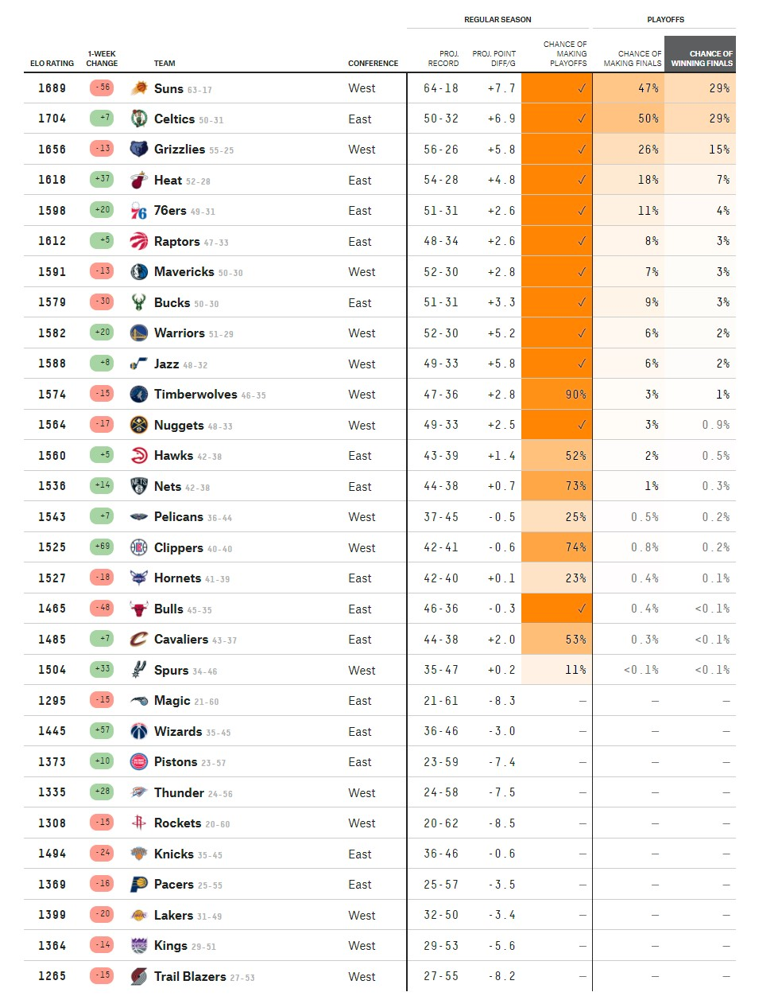 REGULAR SEASON PLAYOFFS
ELO RATING 1-WEEK CHANGE TEAM CONFERENCE PROJ. RECORD PROJ. POINT DIFF/G CHANCE OF MAKING PLAYOFFS CHANCE OF MAKING FINALS CHANCE OF WINNING FINALS
1689 -56 Suns 63-17 West 64-18 +7.7 ✓ 47% 29%
1704 +7 Celtics 50-31 East 50-32 +6.9 ✓ 50% 29%
1656 -13 Grizzlies 55-25 West 56-26 +5.8 ✓ 26% 15%
1618 +37 Heat 52-28 East 54-28 +4.8 ✓ 18% 7%
1598 +20 76ers 49-31 East 51-31 +2.6 ✓ 11% 4%
1612 +5 Raptors 47-33 East 48-34 +2.6 ✓ 8% 3%
1591 -13 Mavericks 50-30 West 52-30 +2.8 ✓ 7% 3%
1579 -30 Bucks 50-30 East 51-31 +3.3 ✓ 9% 3%
1582 +20 Warriors 51-29 West 52-30 +5.2 ✓ 6% 2%
1588 +8 Jazz 48-32 West 49-33 +5.8 ✓ 6% 2%
1574 -15 Timberwolves 46-35 West 47-36 +2.8 90% 3% 1%
1564 -17 Nuggets 48-33 West 49-33 +2.5 ✓ 3% 0.9%
1560 +5 Hawks 42-38 East 43-39 +1.4 52% 2% 0.5%
1536 +14 Nets 42-38 East 44-38 +0.7 73% 1% 0.3%
1543 +7 Pelicans 36-44 West 37-45 -0.5 25% 0.5% 0.2%
1525 +69 Clippers 40-40 West 42-41 -0.6 74% 0.8% 0.2%
1527 -18 Hornets 41-39 East 42-40 +0.1 23% 0.4% 0.1%
1465 -48 Bulls 45-35 East 46-36 -0.3 ✓ 0.4% <0.1%
1485 +7 Cavaliers 43-37 East 44-38 +2.0 53% 0.3% <0.1%
1504 +33 Spurs 34-46 West 35-47 +0.2 11% <0.1% <0.1%
1295 -15 Magic 21-60 East 21-61 -8.3 — — —
1445 +57 Wizards 35-45 East 36-46 -3.0 — — —
1373 +10 Pistons 23-57 East 23-59 -7.4 — — —
1335 +28 Thunder 24-56 West 24-58 -7.5 — — —
1308 -15 Rockets 20-60 West 20-62 -8.5 — — —
1494 -24 Knicks 35-45 East 36-46 -0.6 — — —
1369 -16 Pacers 25-55 East 25-57 -3.5 — — —
1399 -20 Lakers 31-49 West 32-50 -3.4 — — —
1364 -14 Kings 29-51 West 29-53 -5.6 — — —
1265 -15 Trail Blazers 27-53 West 27-55 -8.2 — — —